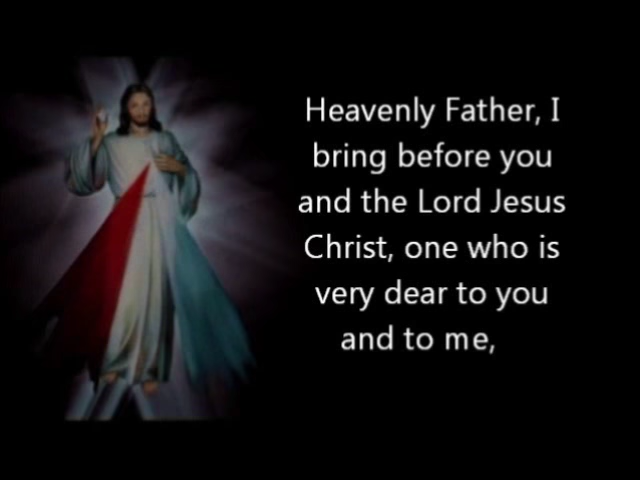 Heavenly Father, I
bring before you
and the Lord Jesus
Christ, one who is
very dear to you
and to me,